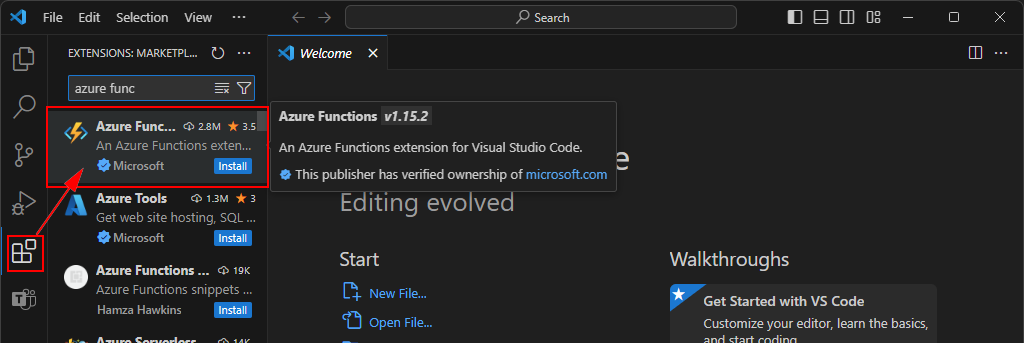 File Edit Selection ··· Search
EXTENSIONS: MARKETPL... ···
azure func
Azure Func... 2.8M 3.5
An Azure Functions exten...
Microsoft Install
Azure Tools 1.3M 3
Get web site hosting, SQL ...
Microsoft Install
Azure Functions ... 19K
Azure Functions snippets ...
Hamza Hawkins Install
Azure Serverless ... 14K
Welcome
Azure Functions v1.15.2
An Azure Functions extension for Visual Studio Code.
This publisher has verified ownership of microsoft.com
Editing evolved
Start
New File...
Open File...
Walkthroughs
Get Started with VS Code
Customize your editor, learn the basics,
and start coding